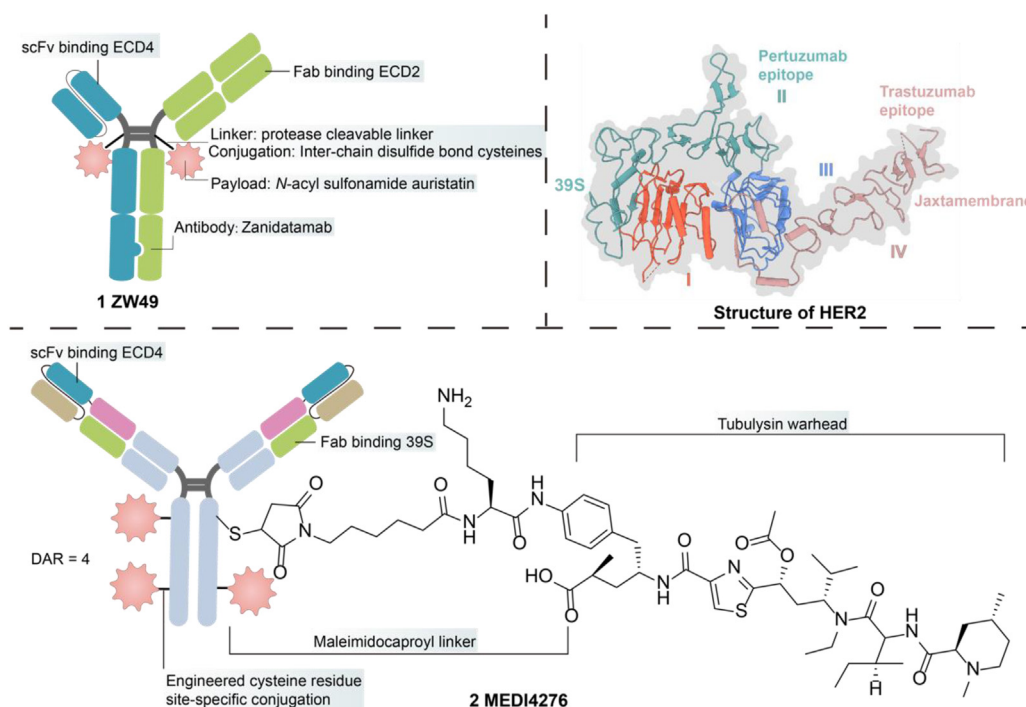 scFv binding ECD4
Fab binding ECD2
Linker: protease cleavable linker
Conjugation: Inter-chain disulfide bond cysteines
Payload: N-acyl sulfonamide auristatin
Antibody: Zanidatamab
1 ZW49
Pertuzumab
epitope
II
Trastuzumab
epitope
39S
III
Jaxtamembrane
IV
I
Structure of HER2
scFv binding ECD4
Fab binding 39S
DAR = 4
NH2
Tubulysin warhead
O
S
N
O
O
N
H
O
H
N
HO
O
N
H
O
N
S
O
O
N
O
H
N
O
N
H
Maleimidocaproyl linker
Engineered cysteine residue
site-specific conjugation
2 MEDI4276